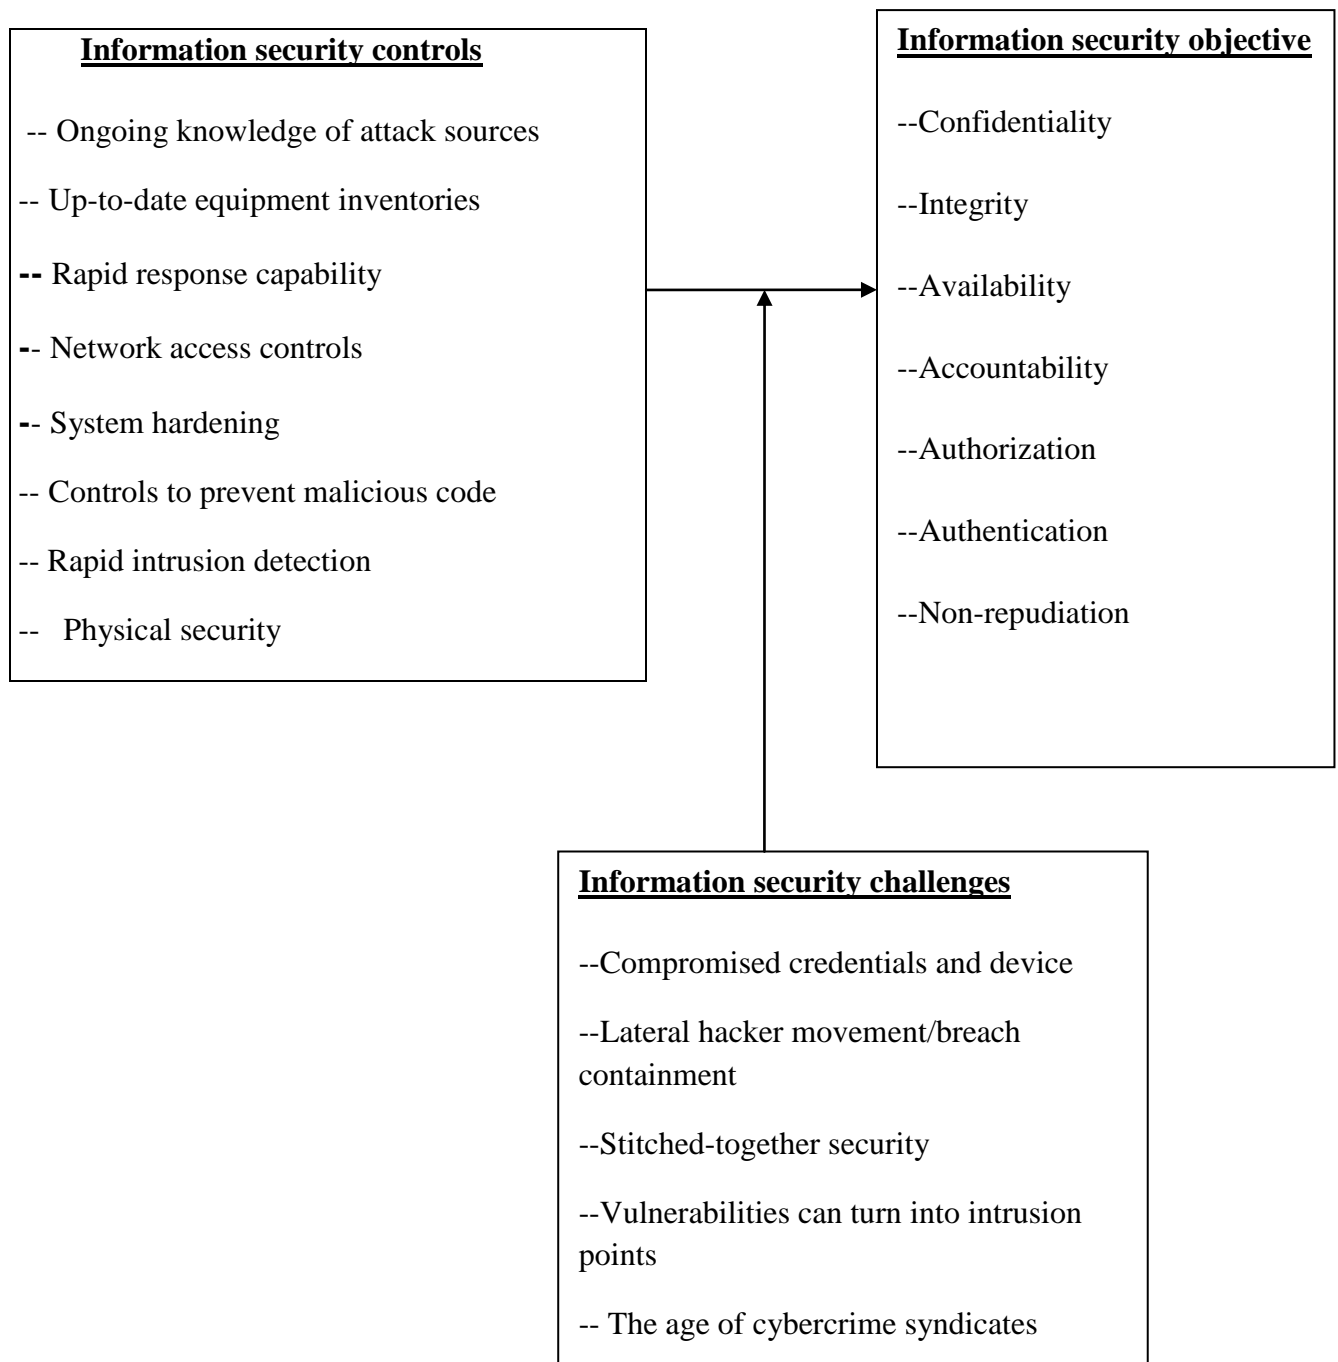 Information security controls
-- Ongoing knowledge of attack sources
-- Up-to-date equipment inventories
-- Rapid response capability
-- Network access controls
-- System hardening
-- Controls to prevent malicious code
-- Rapid intrusion detection
-- Physical security
Information security objective
--Confidentiality
--Integrity
--Availability
--Accountability
--Authorization
--Authentication
--Non-repudiation
Information security challenges
--Compromised credentials and device
--Lateral hacker movement/breach
containment
--Stitched-together security
--Vulnerabilities can turn into intrusion
points
-- The age of cybercrime syndicates